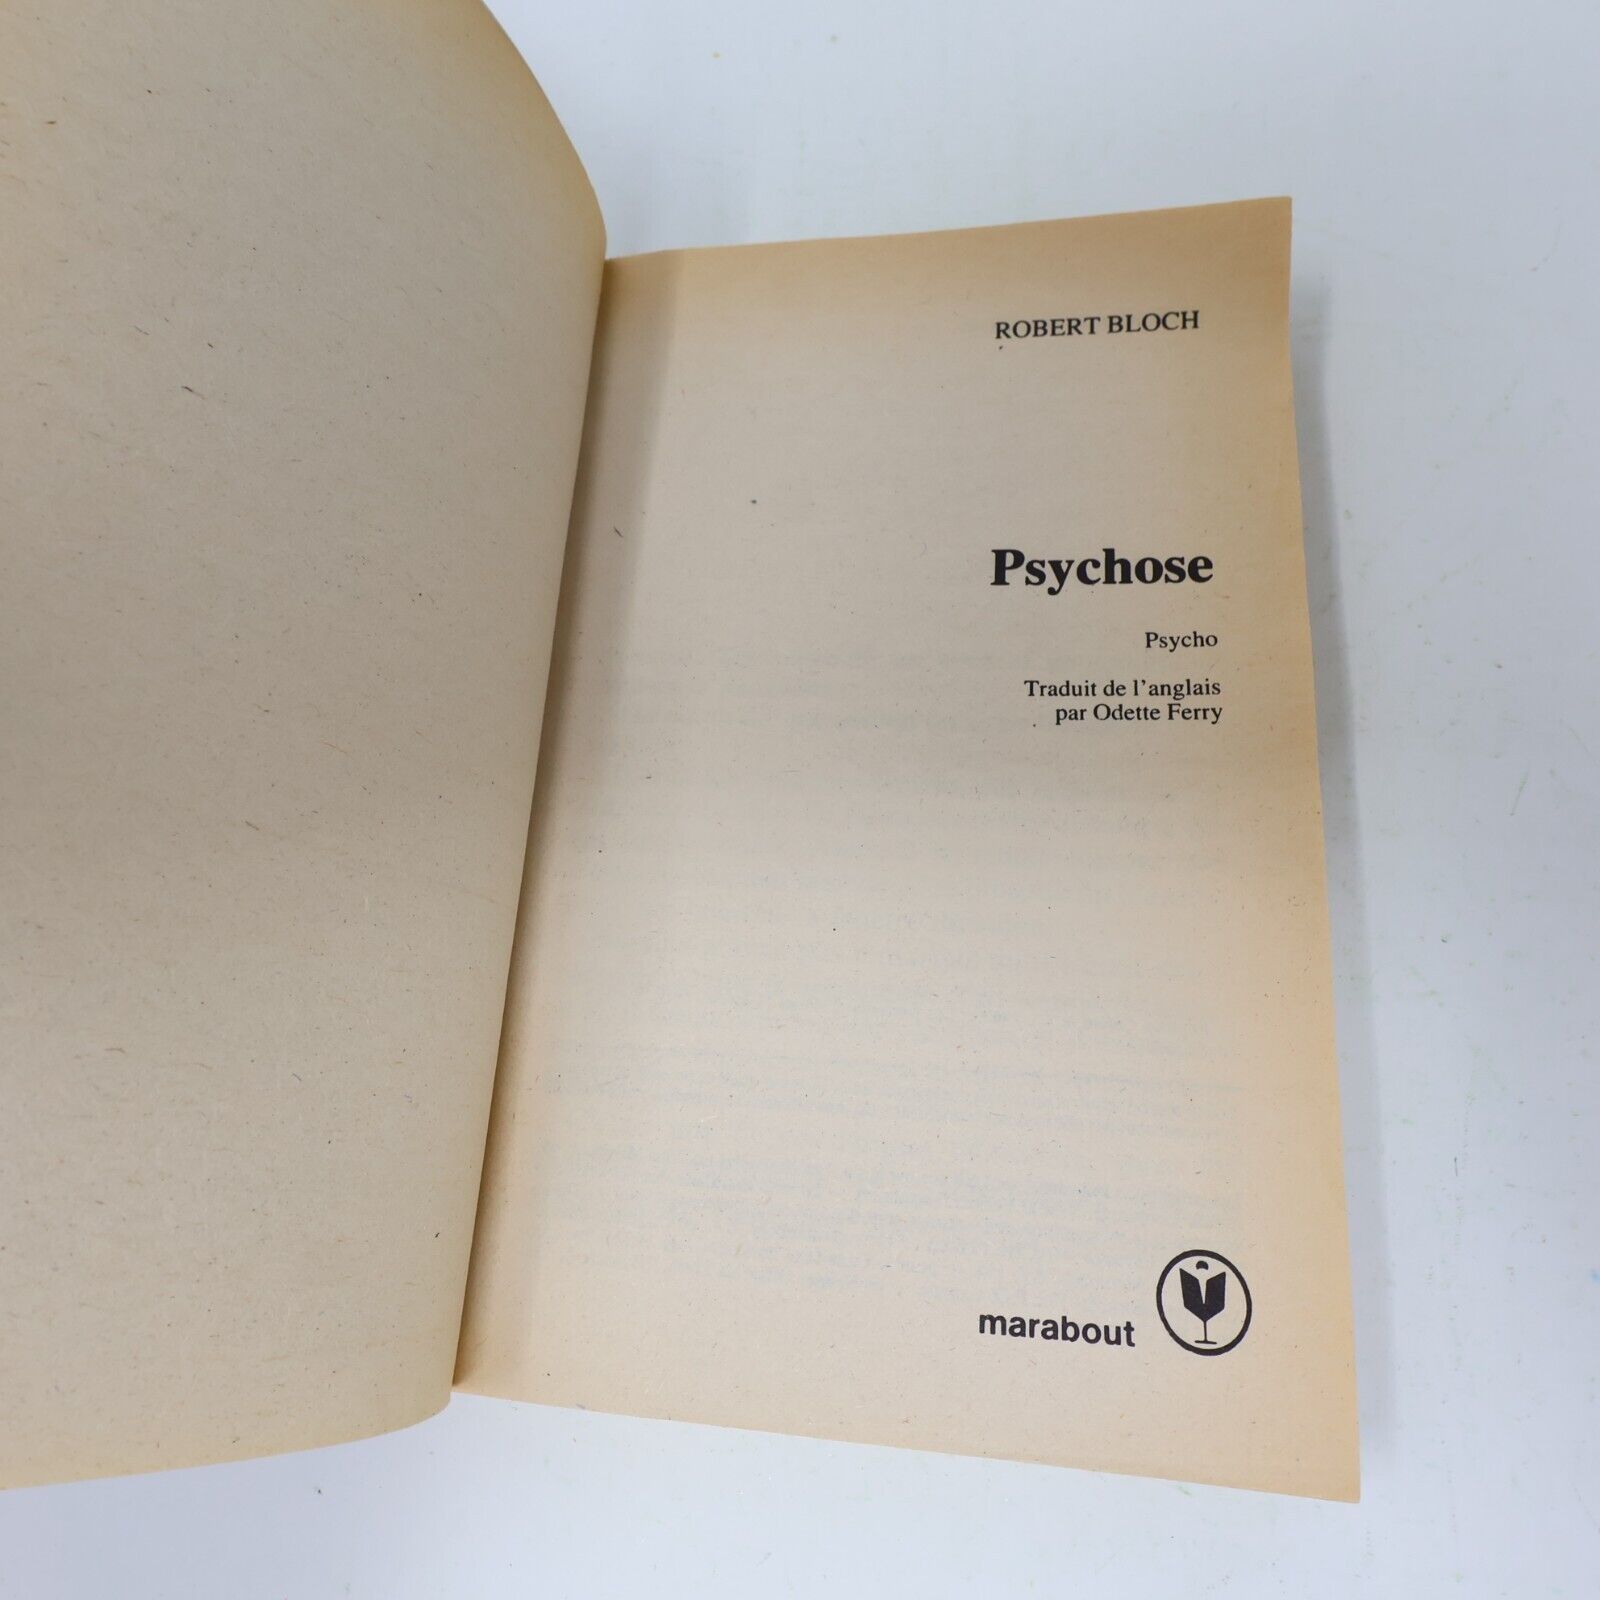 ROBERT BLOCH
Psychose
Psycho
Traduit de l'anglais
par Odette Ferry
marabout